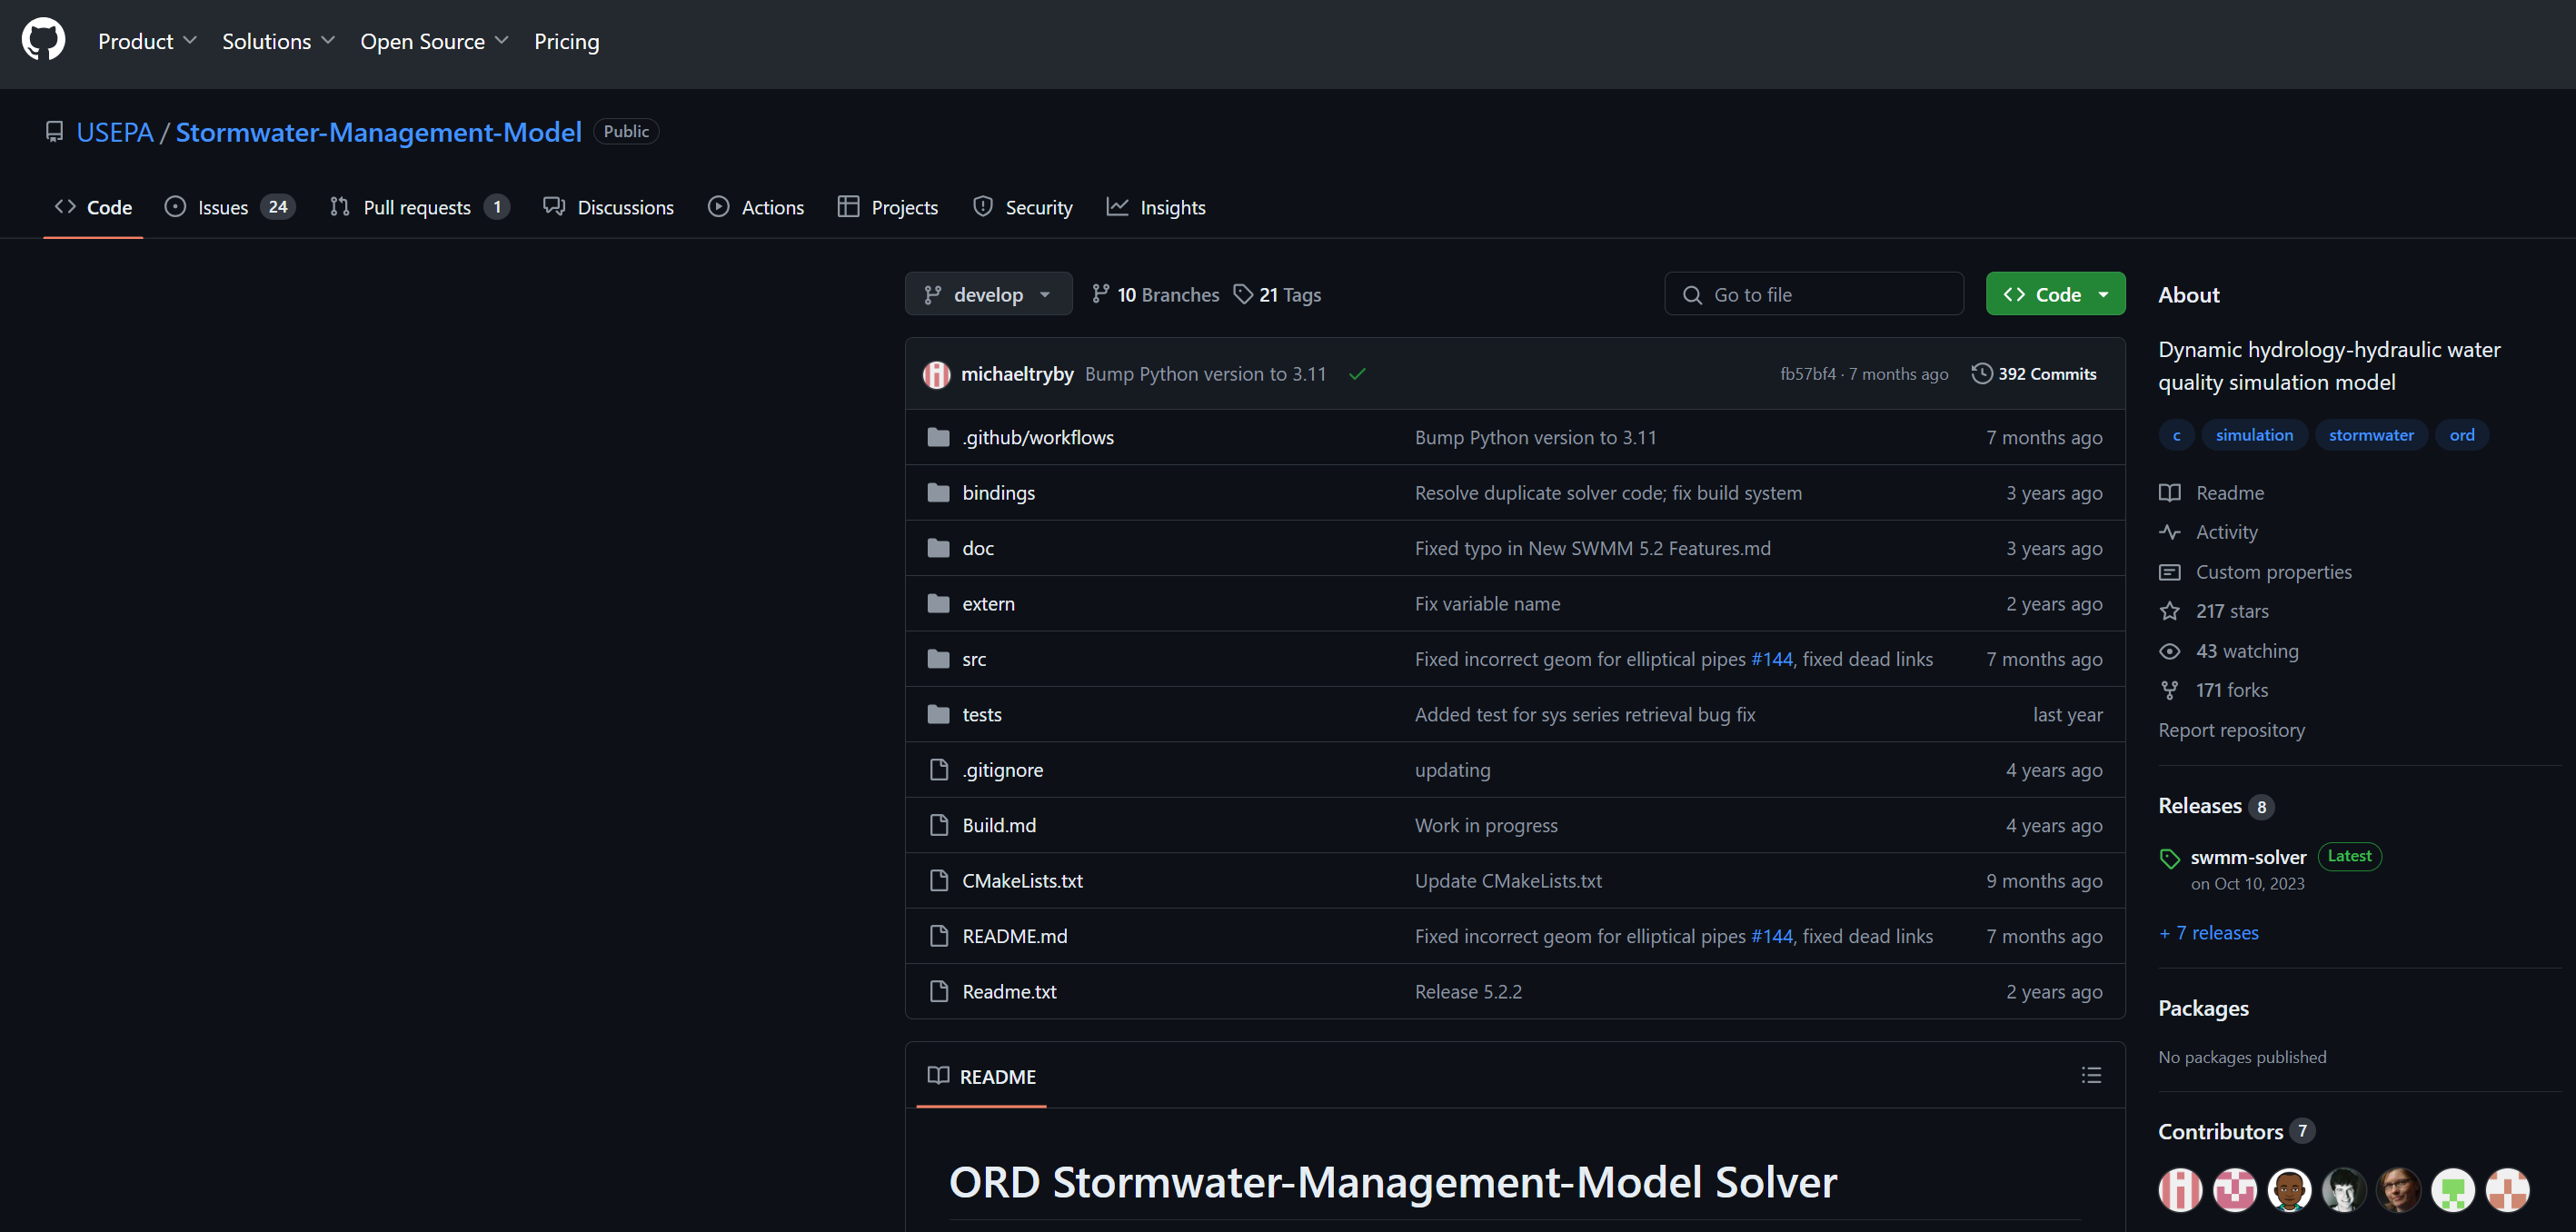 Product Solutions Open Source Pricing
USEPA / Stormwater-Management-Model Public
Code Issues 24 Pull requests 1 Discussions Actions Projects Security Insights
develop 10 Branches 21 Tags Go to file Code
michaeltryby Bump Python version to 3.11 fb57bf4 · 7 months ago 392 Commits
.github/workflows Bump Python version to 3.11 7 months ago
bindings Resolve duplicate solver code; fix build system 3 years ago
doc Fixed typo in New SWMM 5.2 Features.md 3 years ago
extern Fix variable name 2 years ago
src Fixed incorrect geom for elliptical pipes #144, fixed dead links 7 months ago
tests Added test for sys series retrieval bug fix last year
.gitignore updating 4 years ago
Build.md Work in progress 4 years ago
CMakeLists.txt Update CMakeLists.txt 9 months ago
README.md Fixed incorrect geom for elliptical pipes #144, fixed dead links 7 months ago
Readme.txt Release 5.2.2 2 years ago
README
ORD Stormwater-Management-Model Solver
About
Dynamic hydrology-hydraulic water
quality simulation model
c simulation stormwater ord
Readme
Activity
Custom properties
217 stars
43 watching
171 forks
Report repository
Releases 8
swmm-solver Latest
on Oct 10, 2023
+ 7 releases
Packages
No packages published
Contributors 7